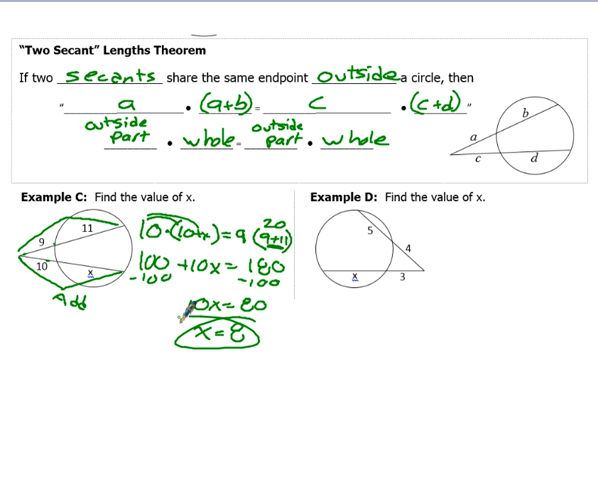 "Two Secant" Lengths Theorem
If two secants share the same endpoint outside a circle, then
" a • (a+b) = c • (c+d) "
outside part • whole = outside part • whole
a
b
c
d
Example C: Find the value of x.
Example D: Find the value of x.
11
9
10
x
Add
10·(10+x) = 9(9+11)
20
100 + 10x = 180
-100 -100
10x = 80
x = 8
5
4
x
3